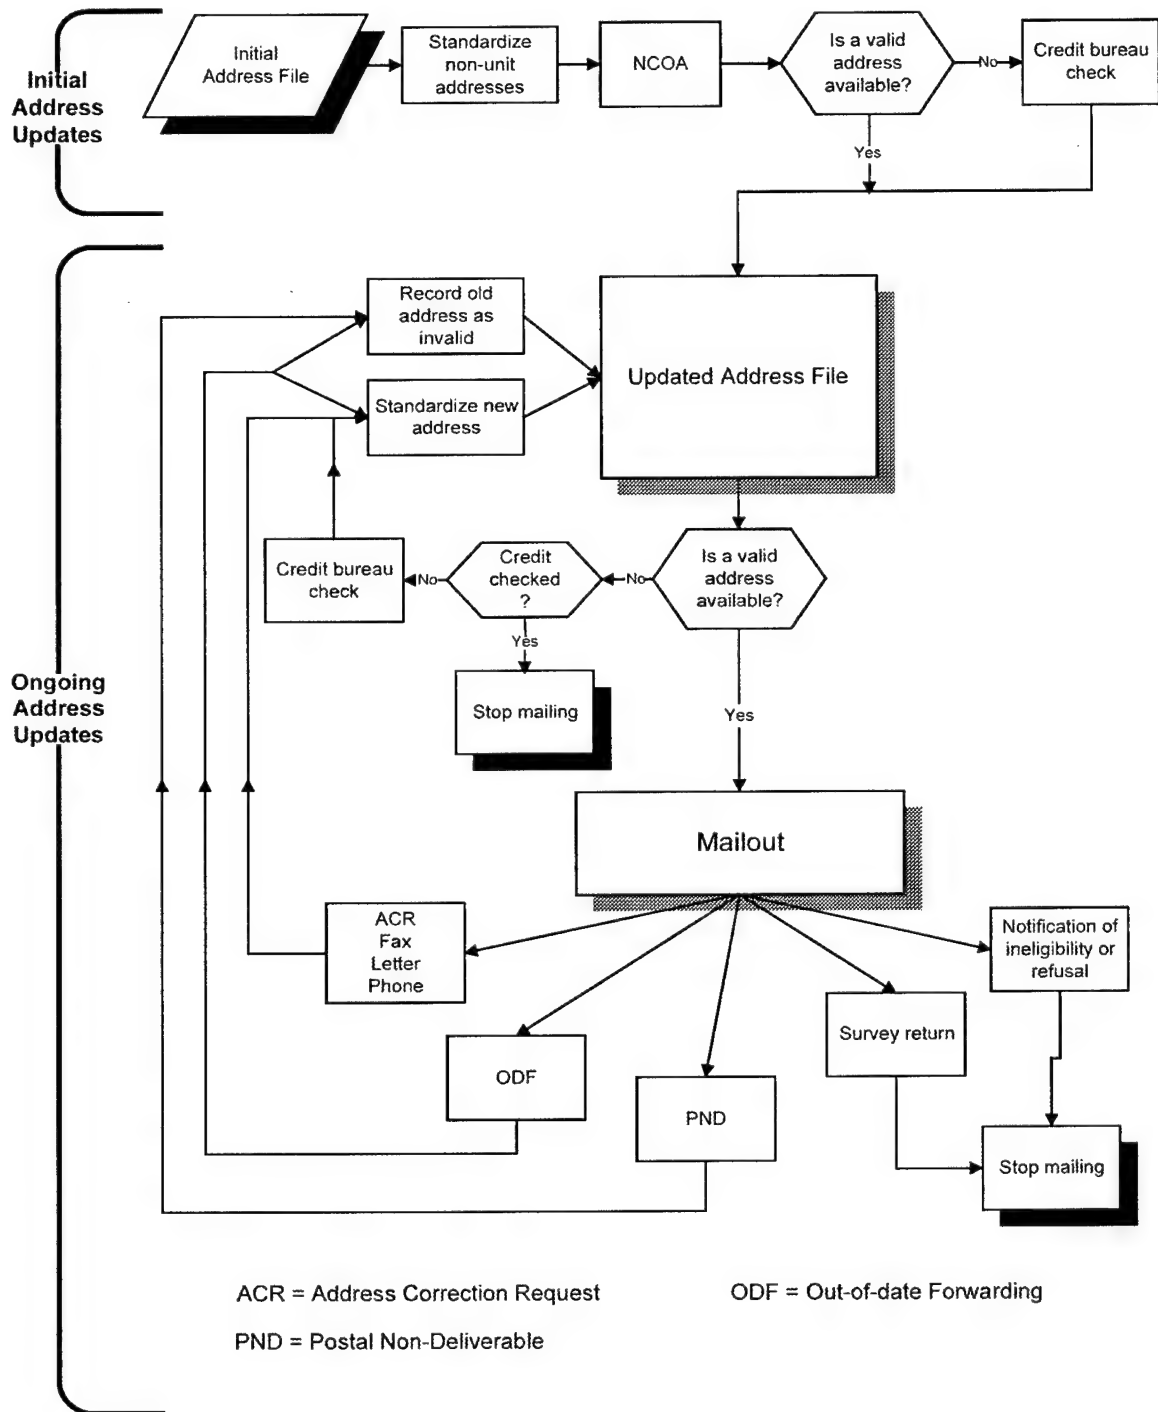 Initial
Address File
Standardize
non-unit
addresses
NCOA
Is a valid
address
available?
No
Credit bureau
check
Yes
Initial
Address
Updates
Record old
address as
invalid
Standardize new
address
Updated Address File
Credit bureau
check
No
Credit
checked
?
No
Is a valid
address
available?
Yes
Stop mailing
Yes
Ongoing
Address
Updates
Mailout
ACR
Fax
Letter
Phone
ODF
PND
Survey return
Notification of
ineligibility or
refusal
Stop mailing
ACR = Address Correction Request
ODF = Out-of-date Forwarding
PND = Postal Non-Deliverable